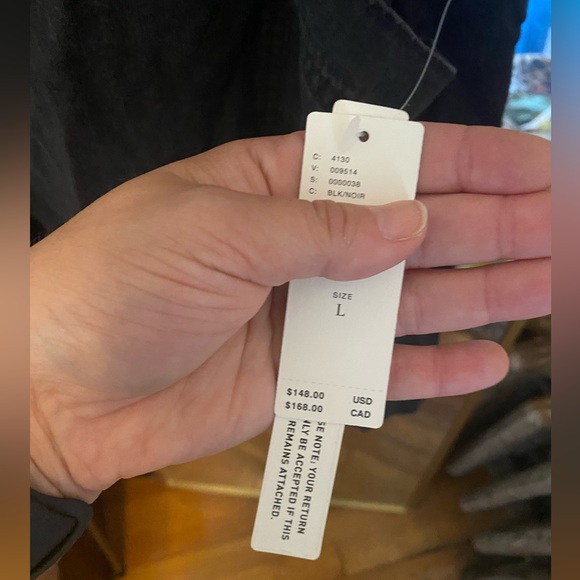 C: 4130
V: 009514
S: 0000038
C: BLK/NOIR
SIZE
L
$148.00 USD
$168.00 CAD
SE NOTE: YOUR RETURN
NLY BE ACCEPTED IF THIS
REMAINS ATTACHED.